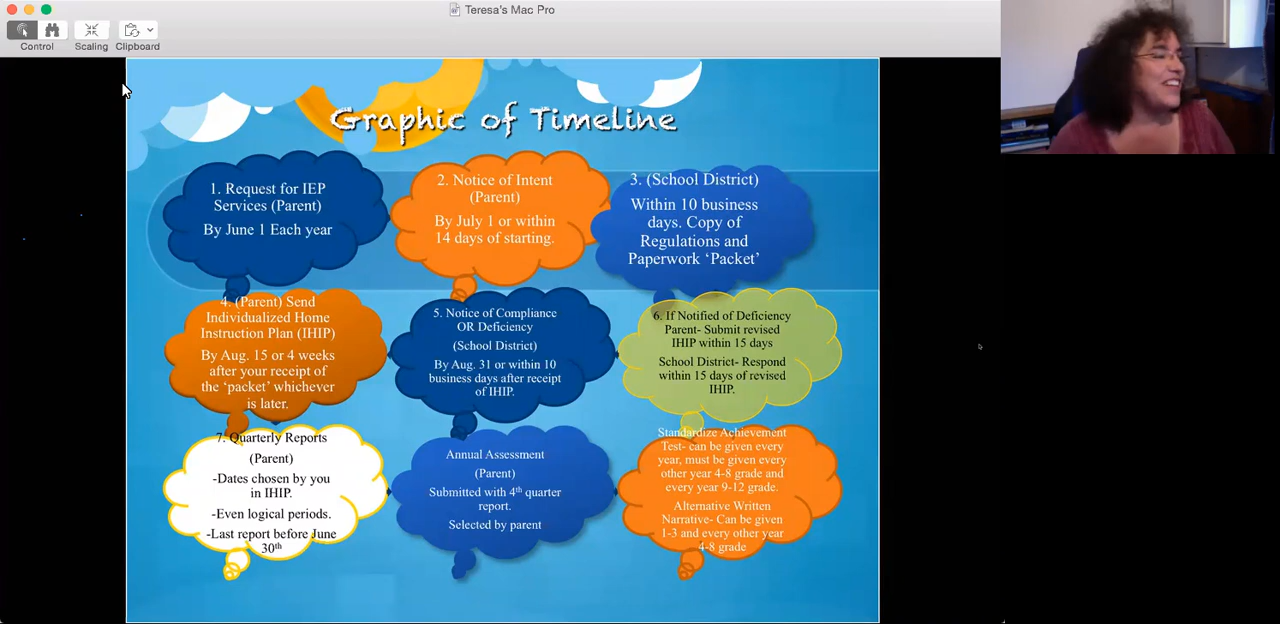 Teresa's Mac Pro
Control
Scaling
Clipboard
Graphic of Timeline
1. Request for IEP
Services (Parent)
By June 1 Each year
2. Notice of Intent
(Parent)
By July 1 or within
14 days of starting.
3. (School District)
Within 10 business
days. Copy of
Regulations and
Paperwork ‘Packet’
4. (Parent) Send
Individualized Home
Instruction Plan (IHIP)
By Aug. 15 or 4 weeks
after your receipt of
the ‘packet’ whichever
is later.
5. Notice of Compliance
OR Deficiency
(School District)
By Aug. 31 or within 10
business days after receipt
of IHIP.
6. If Notified of Deficiency
Parent- Submit revised
IHIP within 15 days
School District- Respond
within 15 days of revised
IHIP.
7. Quarterly Reports
(Parent)
-Dates chosen by you
in IHIP.
-Even logical periods.
-Last report before June
30th
Annual Assessment
(Parent)
Submitted with 4th quarter
report.
Selected by parent
Standardize Achievement
Test- can be given every
year, must be given every
other year 4-8 grade and
every year 9-12 grade.
Alternative Written
Narrative- Can be given
1-3 and every other year
4-8 grade